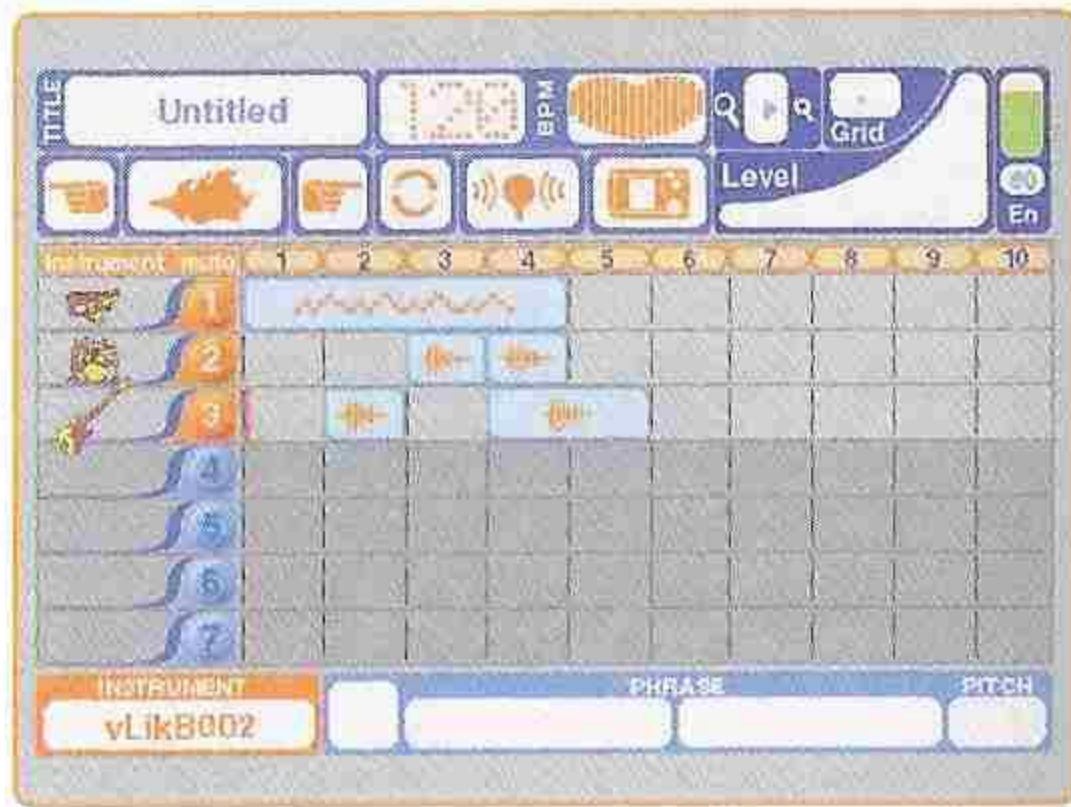 TITLE
Untitled
120
BPM
Grid
Level
En
Instrument mute 1 2 3 4 5 6 7 8 9 10
1
2
3
4
5
6
7
INSTRUMENT
vLikB002
PHRASE
PITCH